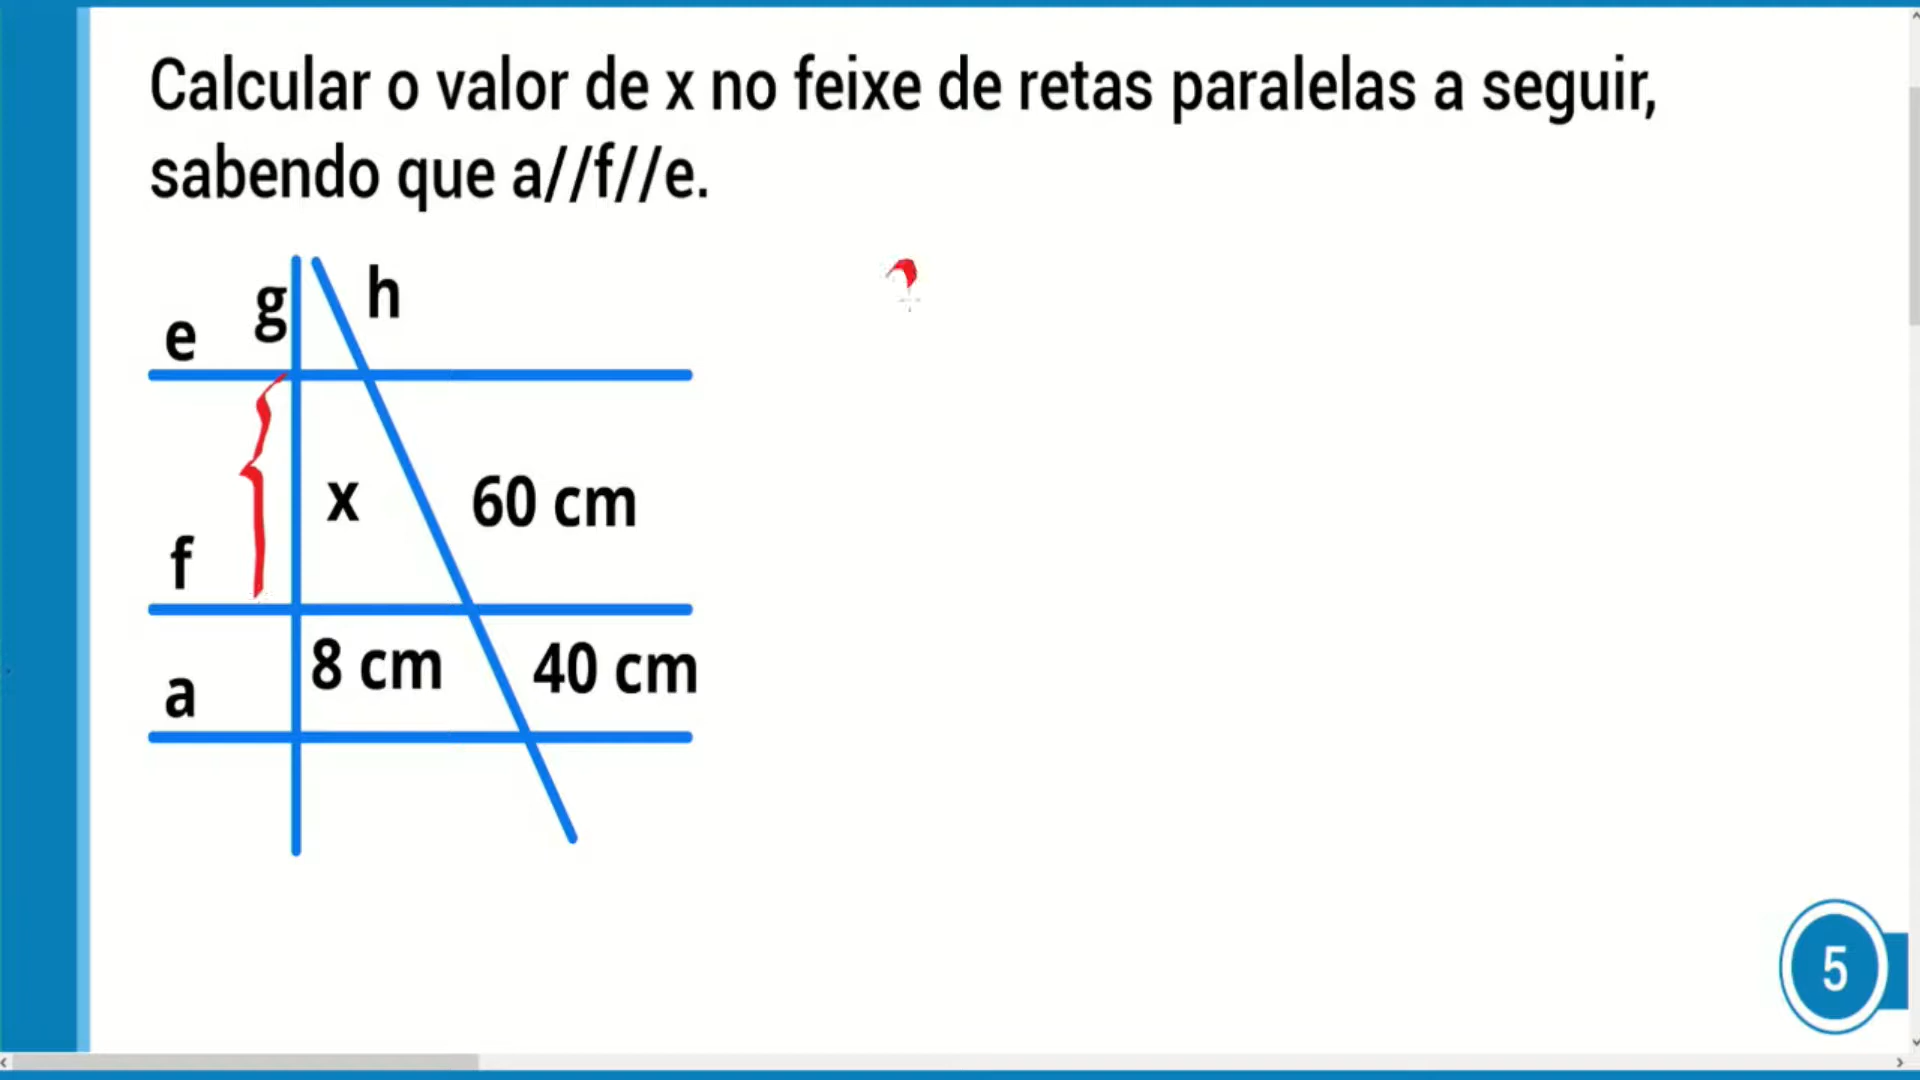 Calcular o valor de x no feixe de retas paralelas a seguir,
sabendo que a//f//e.
g h
e
x 60 cm
f
8 cm 40 cm
a
5